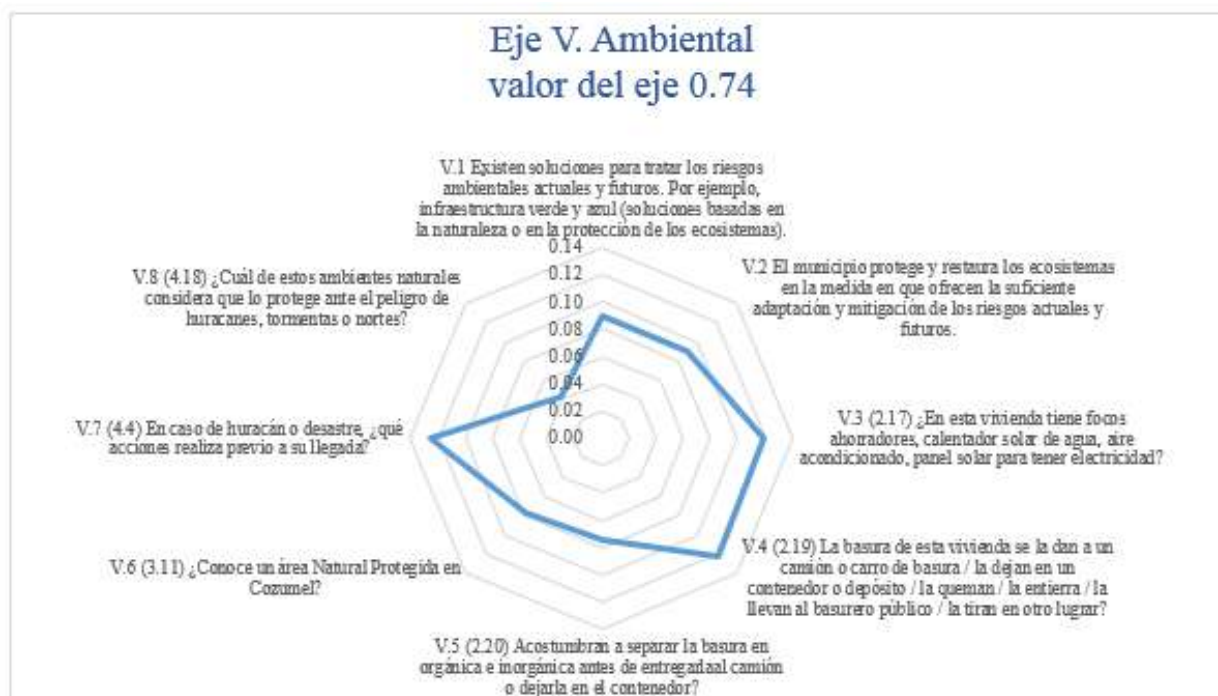 Eje V. Ambiental
valor del eje 0.74
V.1 Existen soluciones para tratar los riesgos
ambientales actuales y futuros. Por ejemplo,
infraestructura verde y azul (soluciones basadas en
la naturaleza o en la protección de los ecosistemas).
0.14
0.12
0.10
0.08
0.06
0.04
0.02
0.00
V.2 El municipio protege y restaura los ecosistemas
en la medida en que ofrecen la suficiente
adaptación y mitigación de los riesgos actuales y
futuros.
V.3 (2.17) ¿En esta vivienda tiene focos
ahorradores, calentador solar de agua, aire
acondicionado, panel solar para tener electricidad?
V.4 (2.19) La basura de esta vivienda se la dan a un
camión o carro de basura / la dejan en un
contenedor o depósito / la queman / la entierra / la
llevan al basurero público / la tiran en otro lugrar?
V.5 (2.20) Acostumbran a separar la basura en
orgánica e inorgánica antes de entregarlaal camión
o dejarla en el contenedor?
V.6 (3.11) ¿Conoce un área Natural Protegida en
Cozumel?
V.7 (4.4) En caso de huracán o desastre, ¿qué
acciones realiza previo a su llegada?
V.8 (4.18) ¿Cuál de estos ambientes naturales
considera que lo protege ante el peligro de
huracanes, tormentas o nortes?